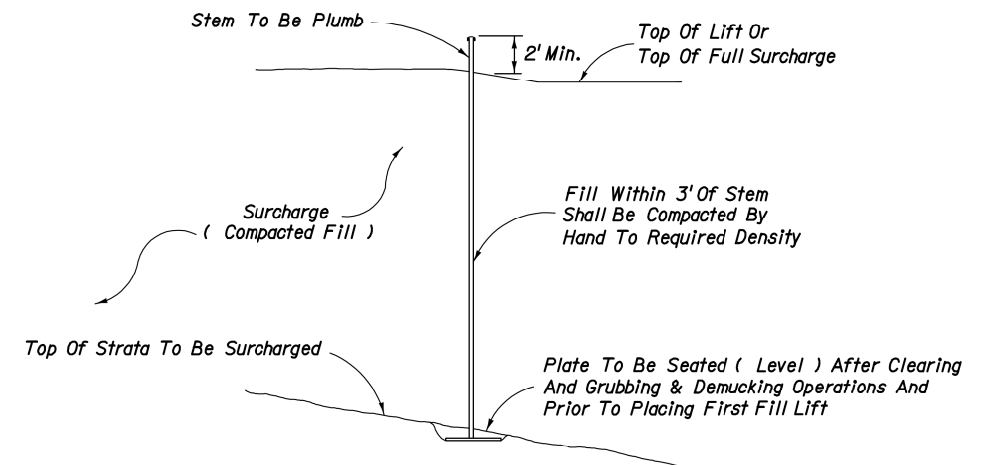 Stem To Be Plumb
2' Min.
Top Of Lift Or
Top Of Full Surcharge
Surcharge
( Compacted Fill )
Fill Within 3' Of Stem
Shall Be Compacted By
Hand To Required Density
Top Of Strata To Be Surcharged
Plate To Be Seated ( Level ) After Clearing
And Grubbing & Demucking Operations And
Prior To Placing First Fill Lift